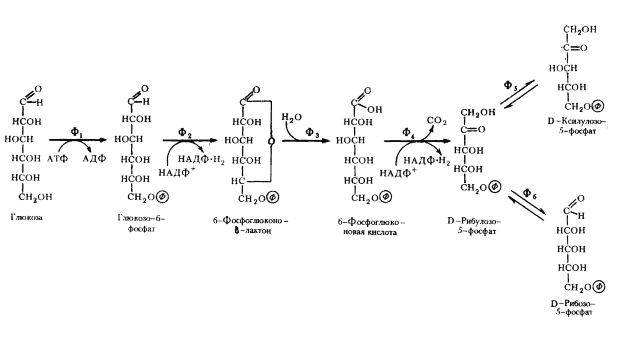 O
C–H
HCOH
HOCH
HCOH
HCOH
CH₂OH
Глюкоза
Ф₁
АТФ АДФ
O
C–H
HCOH
HOCH
HCOH
HCOH
CH₂OФ
Глюкозо-6-
фосфат
Ф₂
НАДФ⁺ НАДФ·H₂
O
C
HCOH
HOCH
O
HCOH
HC
CH₂OФ
6-Фосфоглюконо-
δ-лактон
H₂O
Ф₃
O
C
OH
HCOH
HOCH
HCOH
HCOH
CH₂OФ
6-Фосфоглюко-
новая кислота
Ф₄
CO₂
НАДФ⁺ НАДФ·H₂
CH₂OH
C=O
HCOH
HCOH
CH₂OФ
D-Рибулозо-
5-фосфат
Ф₅
CH₂OH
C=O
HOCH
HCOH
CH₂OФ
D-Ксилулозо-
5-фосфат
Ф₆
O
C
H
HCOH
HCOH
HCOH
CH₂OФ
D-Рибозо-
5-фосфат